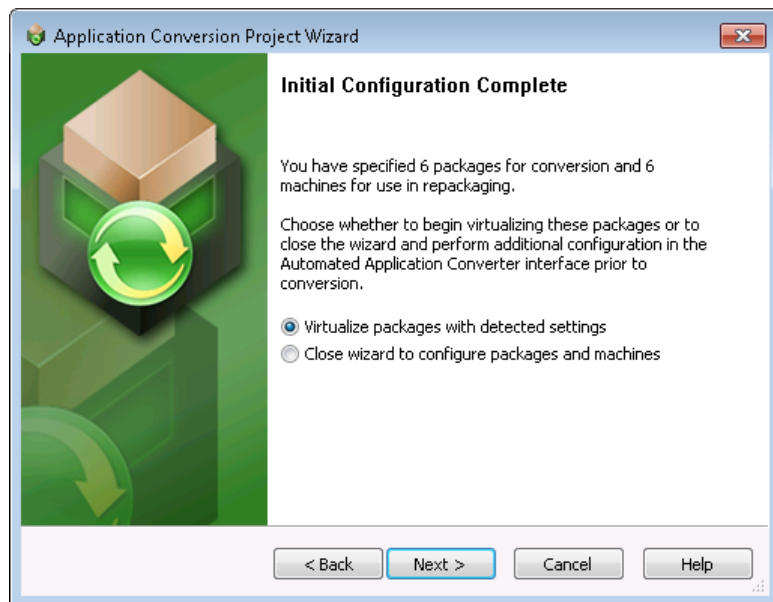 Application Conversion Project Wizard
Initial Configuration Complete
You have specified 6 packages for conversion and 6
machines for use in repackaging.
Choose whether to begin virtualizing these packages or to
close the wizard and perform additional configuration in the
Automated Application Converter interface prior to
conversion.
Virtualize packages with detected settings
Close wizard to configure packages and machines
< Back Next > Cancel Help